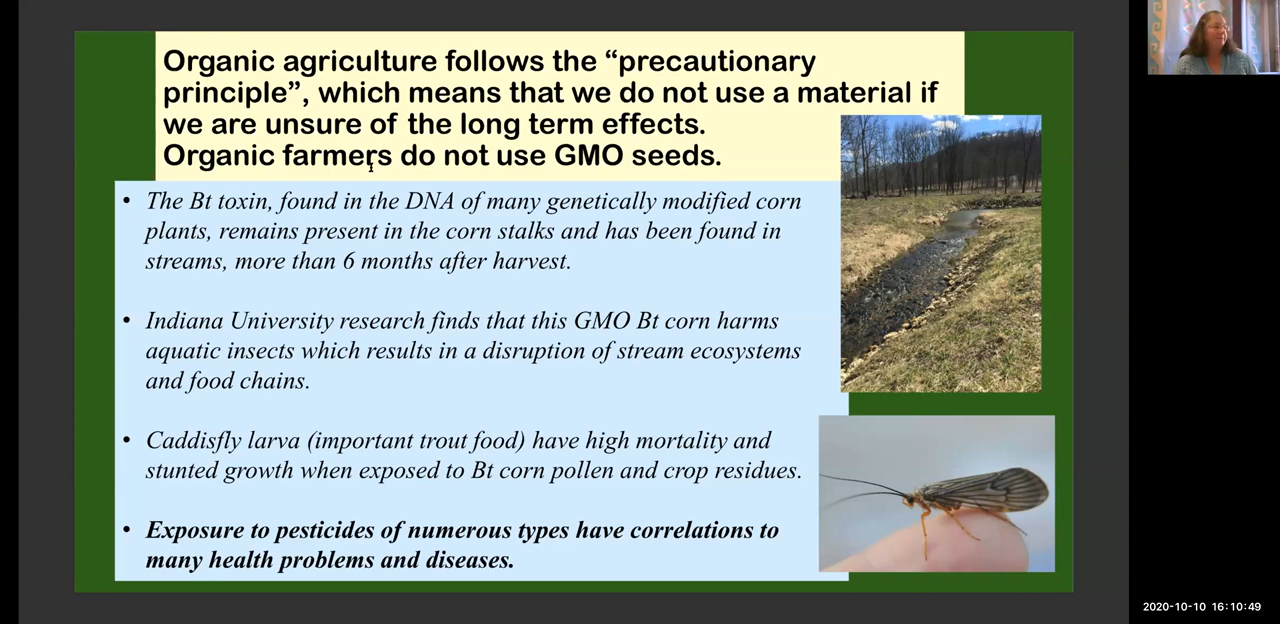 Organic agriculture follows the “precautionary
principle”, which means that we do not use a material if
we are unsure of the long term effects.
Organic farmers do not use GMO seeds.
• The Bt toxin, found in the DNA of many genetically modified corn
plants, remains present in the corn stalks and has been found in
streams, more than 6 months after harvest.
• Indiana University research finds that this GMO Bt corn harms
aquatic insects which results in a disruption of stream ecosystems
and food chains.
• Caddisfly larva (important trout food) have high mortality and
stunted growth when exposed to Bt corn pollen and crop residues.
• Exposure to pesticides of numerous types have correlations to
many health problems and diseases.
2020-10-10 16:10:49